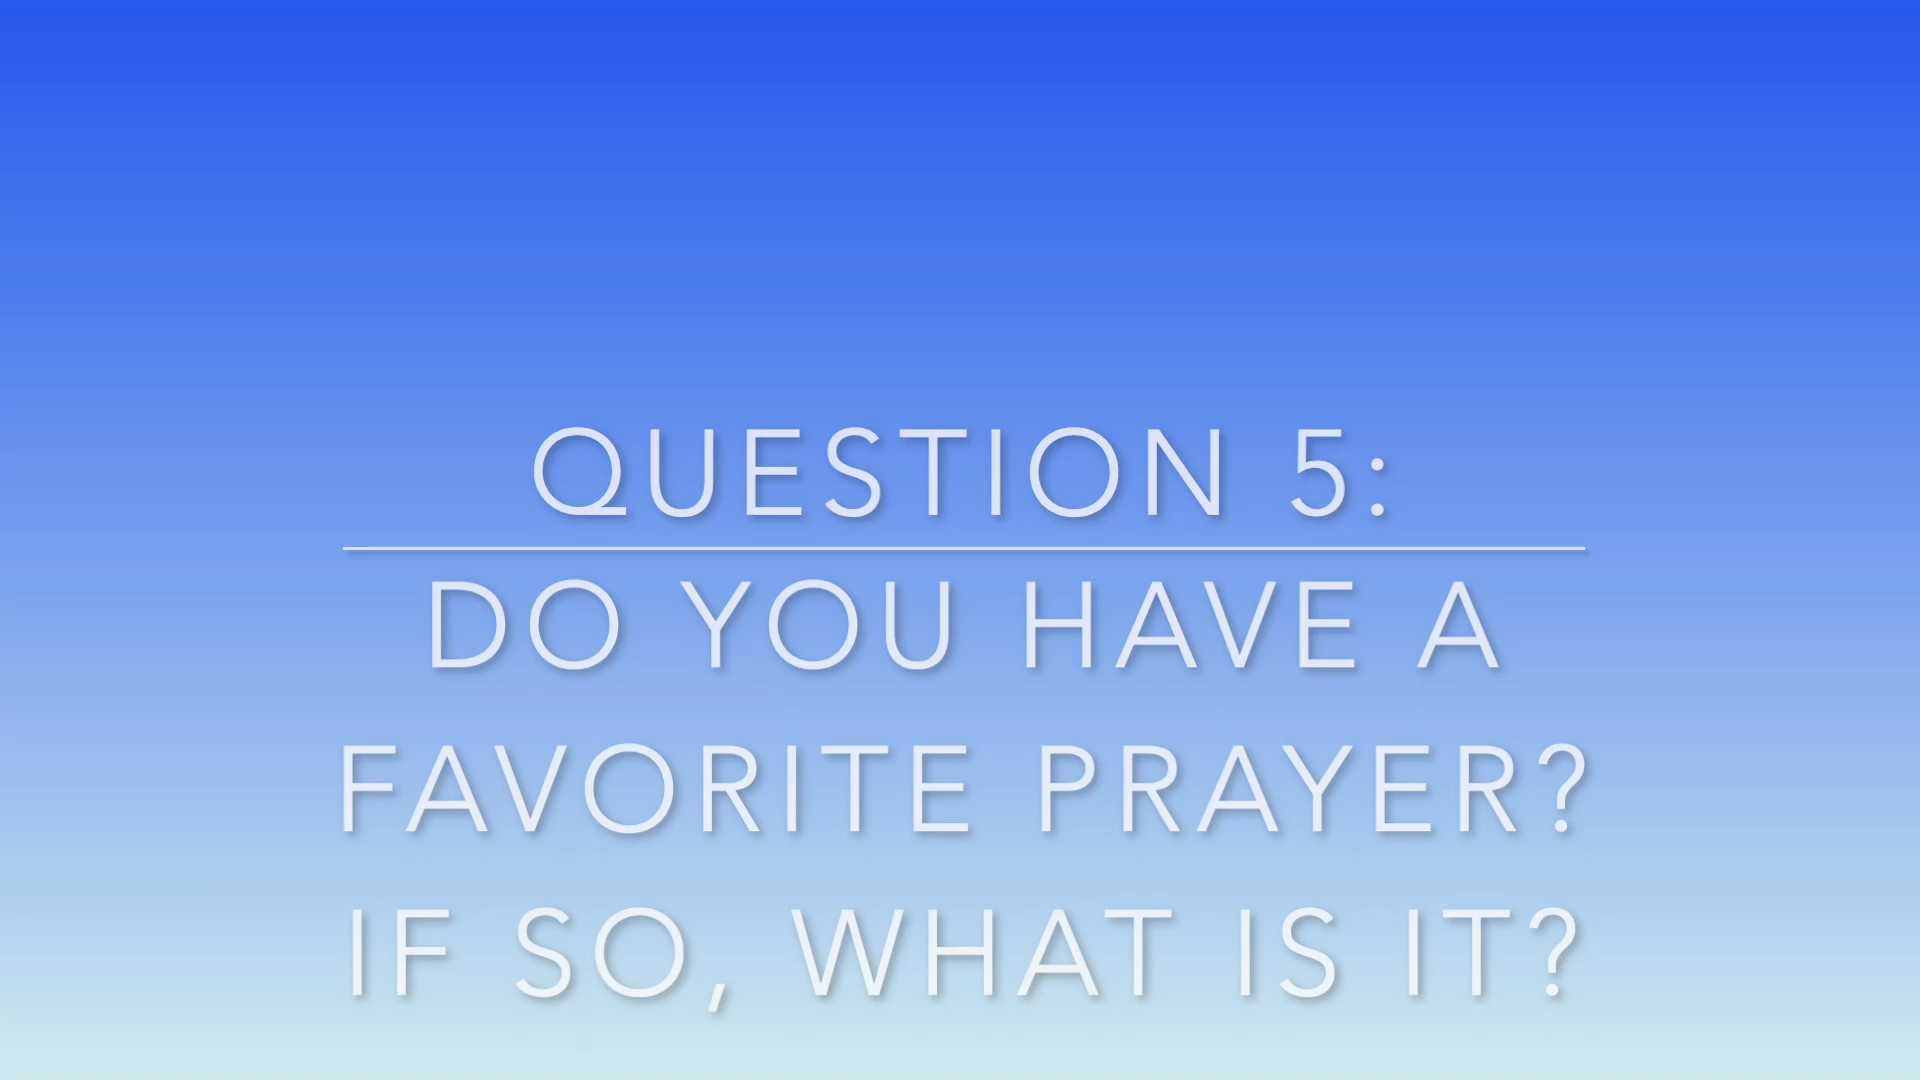 QUESTION 5:
DO YOU HAVE A
FAVORITE PRAYER?
IF SO, WHAT IS IT?